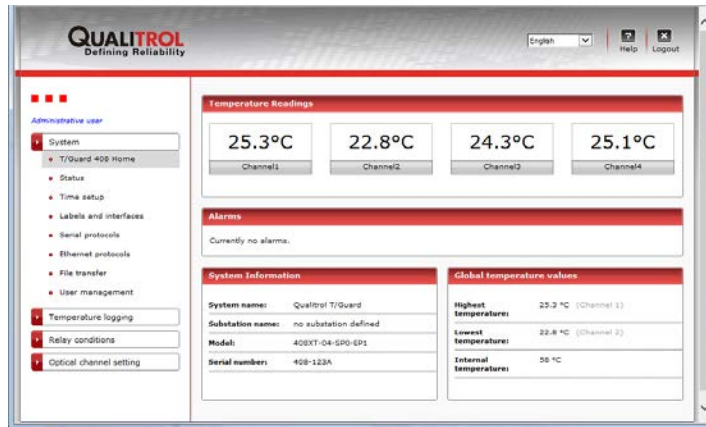 QUALITROL
Defining Reliability
English
Help
Logout
Administrative user
System
T/Guard 408 Home
Status
Time setup
Labels and interfaces
Serial protocols
Ethernet protocols
File transfer
User management
Temperature logging
Relay conditions
Optical channel setting
Temperature Readings
25.3°C 22.8°C 24.3°C 25.1°C
Channel1 Channel2 Channel3 Channel4
Alarms
Currently no alarms.
System Information
System name: Qualitrol T/Guard
Substation name: no substation defined
Model: 408XT-04-SP0-EP1
Serial number: 408-123A
Global temperature values
Highest temperature: 25.3 °C (Channel 1)
Lowest temperature: 22.8 °C (Channel 2)
Internal temperature: 58 °C